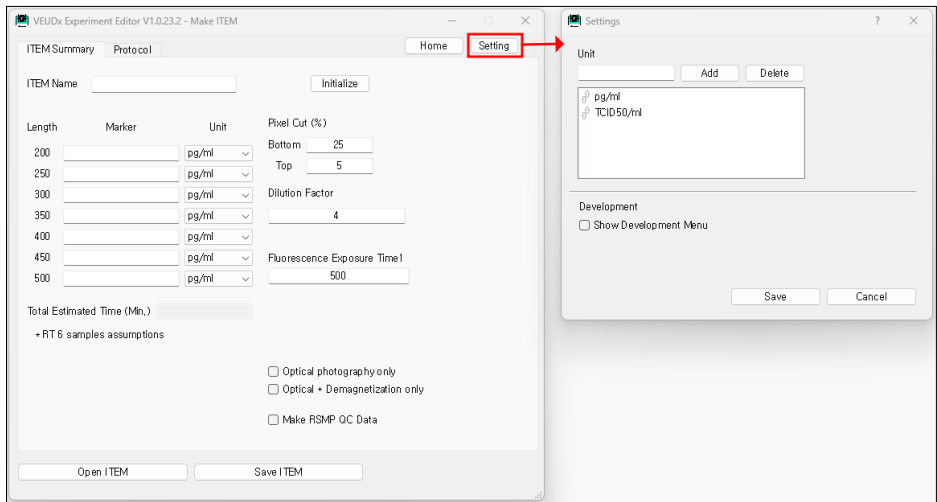 VEUDx Experiment Editor V1.0.23.2 - Make ITEM
ITEM Summary Protocol Home Setting
ITEM Name Initialize
Length Marker Unit
200 pg/ml
250 pg/ml
300 pg/ml
350 pg/ml
400 pg/ml
450 pg/ml
500 pg/ml
Pixel Cut (%)
Bottom 25
Top 5
Dilution Factor
4
Fluorescence Exposure Time1
500
Total Estimated Time (Min,)
* RT 6 samples assumptions
Optical photography only
Optical + Demagnetization only
Make RSMP QC Data
Open ITEM Save ITEM
Settings ?
Unit
Add Delete
pg/ml
TCID50/ml
Development
Show Development Menu
Save Cancel